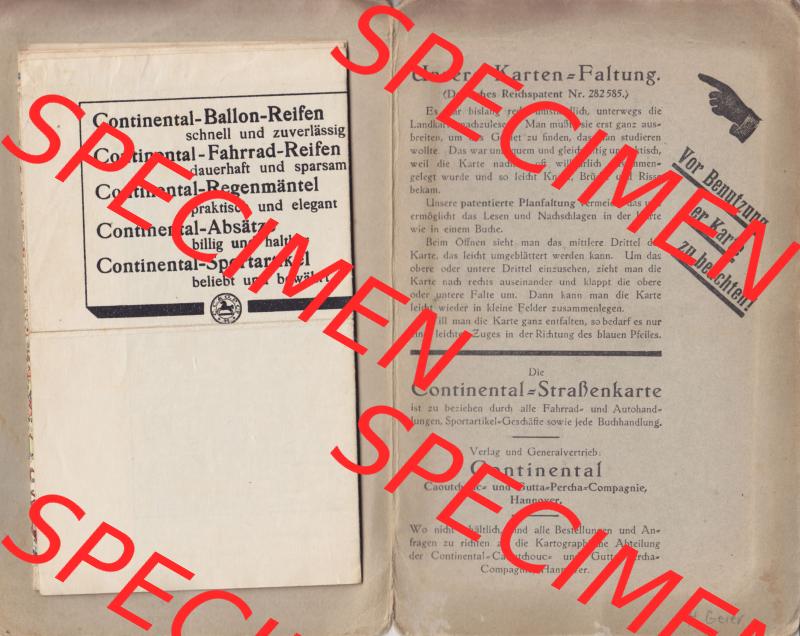 Continental-Ballon-Reifen
schnell und zuverlässig
Continental-Fahrrad-Reifen
dauerhaft und sparsam
Continental-Regenmäntel
praktisch und elegant
Continental-Absätze
billig und haltbar
Continental-Sportartikel
beliebt und bewährt
Unsere Karten=Faltung.
(Deutsches Reichspatent Nr. 282585.)
Es war bislang recht umständlich, unterwegs die
Landkarte nachzulesen. Man mußte sie erst ganz aus-
breiten, um das Gebiet zu finden, das man studieren
wollte. Das war unbequem und gleichzeitig unpraktisch,
weil die Karte nachher oft willkürlich zusammen-
gelegt wurde und so leicht Knicke, Brüche und Risse
bekam.
Unsere patentierte Planfaltung vermeidet das und
ermöglicht das Lesen und Nachschlagen in der Karte
wie in einem Buche.
Beim Öffnen sieht man das mittlere Drittel der
Karte, das leicht umgeblättert werden kann. Um das
obere oder untere Drittel einzusehen, zieht man die
Karte nach rechts auseinander und klappt die obere
oder untere Falte um. Dann kann man die Karte
leicht wieder in kleine Felder zusammenlegen.
Will man die Karte ganz entfalten, so bedarf es nur
eines leichten Zuges in der Richtung des blauen Pfeiles.
Vor Benutzung
der Karte
zu beachten!
Die
Continental=Straßenkarte
ist zu beziehen durch alle Fahrrad- und Autohand-
lungen, Sportartikel-Geschäfte sowie jede Buchhandlung.
Verlag und Generalvertrieb:
Continental
Caoutchouc- und Gutta-Percha-Compagnie,
Hannover.
Wo nicht erhältlich, sind alle Bestellungen und An-
fragen zu richten an die Kartographische Abteilung
der Continental-Caoutchouc- und Gutta-Percha-
Compagnie, Hannover.
SPECIMEN
SPECIMEN
SPECIMEN
SPECIMEN